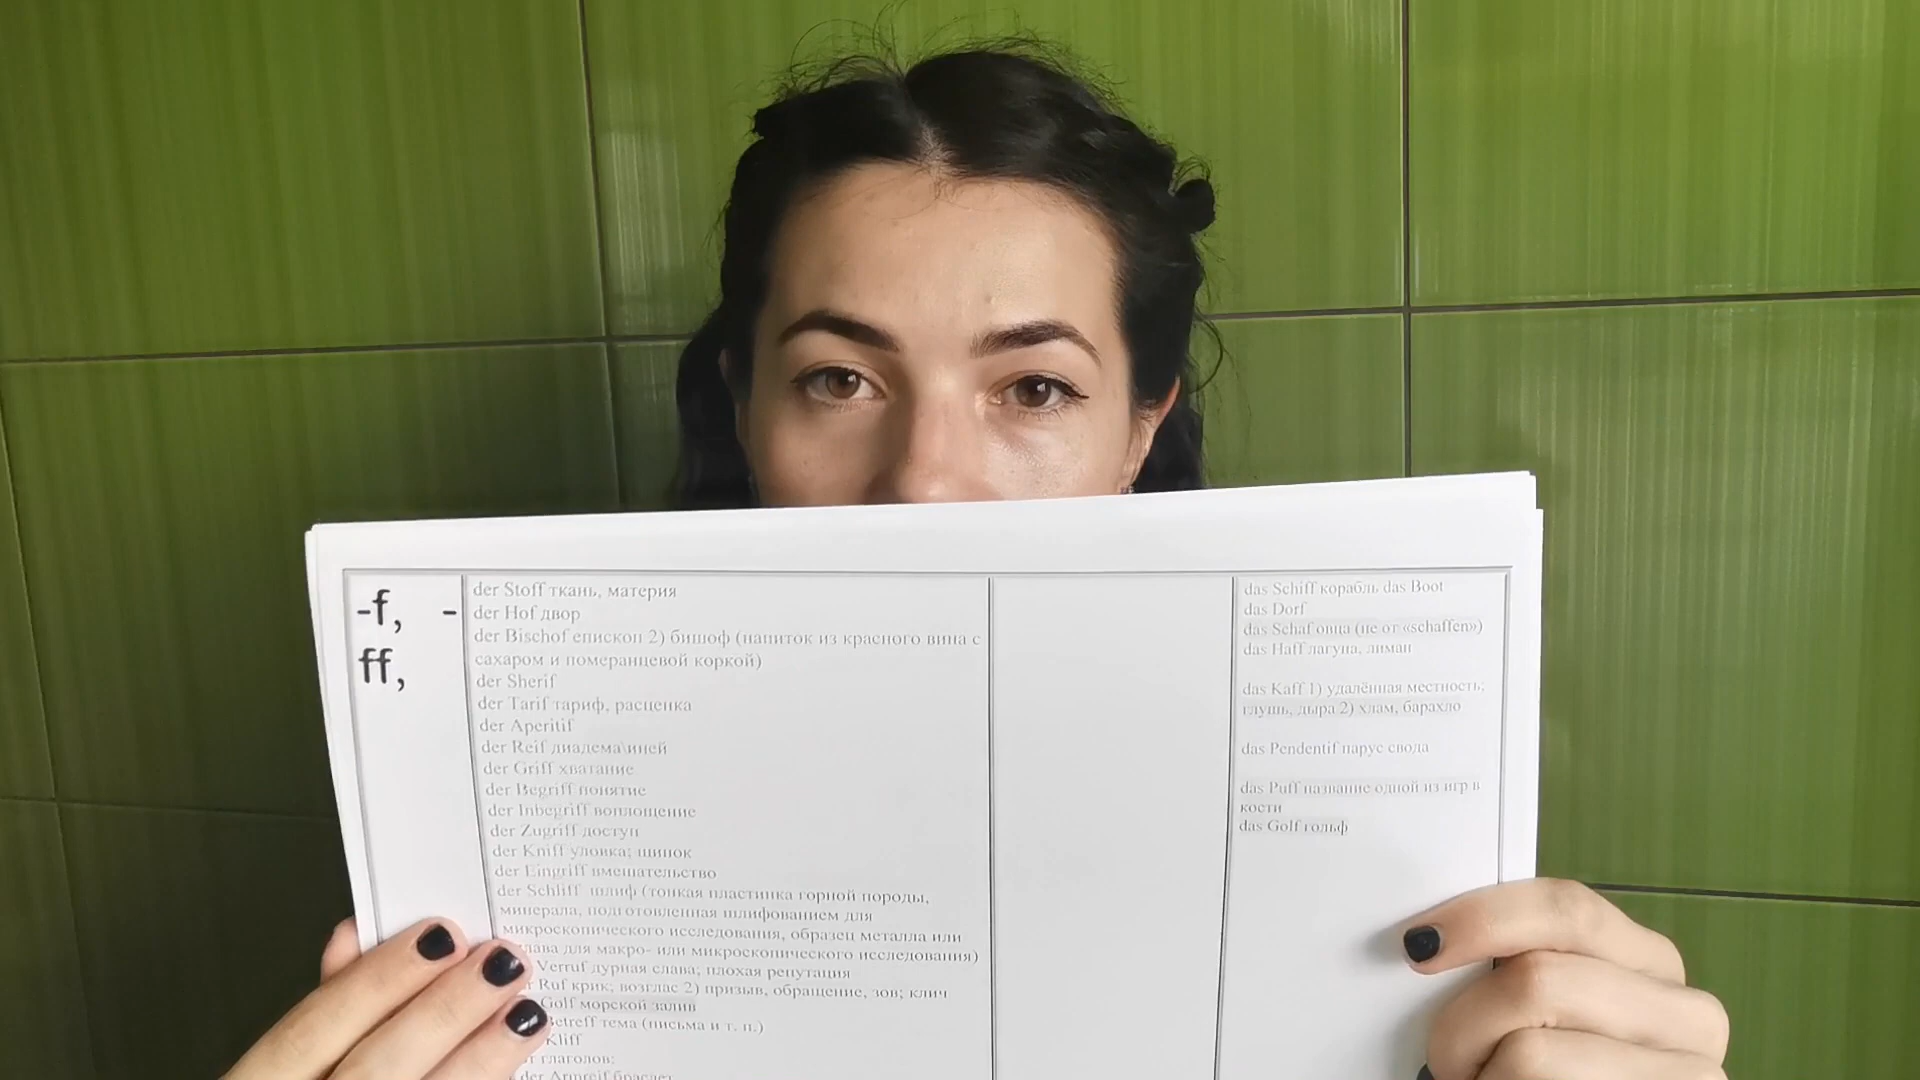 -f, -
ff,
der Stoff ткань, материя
der Hof двор
der Bischof епископ 2) бишоф (напиток из красного вина с
сахаром и померанцевой коркой)
der Sherif
der Tarif тариф, расценка
der Aperitif
der Reif диадема\иней
der Griff хватание
der Begriff понятие
der Inbegriff воплощение
der Zugriff доступ
der Kniff уловка; щипок
der Eingriff вмешательство
der Schliff шлиф (тонкая пластинка горной породы,
минерала, подготовленная шлифованием для
микроскопического исследования, образец металла или
сплава для макро- или микроскопического исследования)
Verruf дурная слава; плохая репутация
r Ruf крик; возглас 2) призыв, обращение, зов; клич
Golf морской залив
Betreff тема (письма и т. п.)
Kliff
т глаголов:
der Armreif браслет
das Schiff корабль das Boot
das Dorf
das Schaf овца (не от «schaffen»)
das Haff лагуна, лиман
das Kaff 1) удалённая местность;
глушь, дыра 2) хлам, барахло
das Pendentif парус свода
das Puff название одной из игр в
кости
das Golf гольф